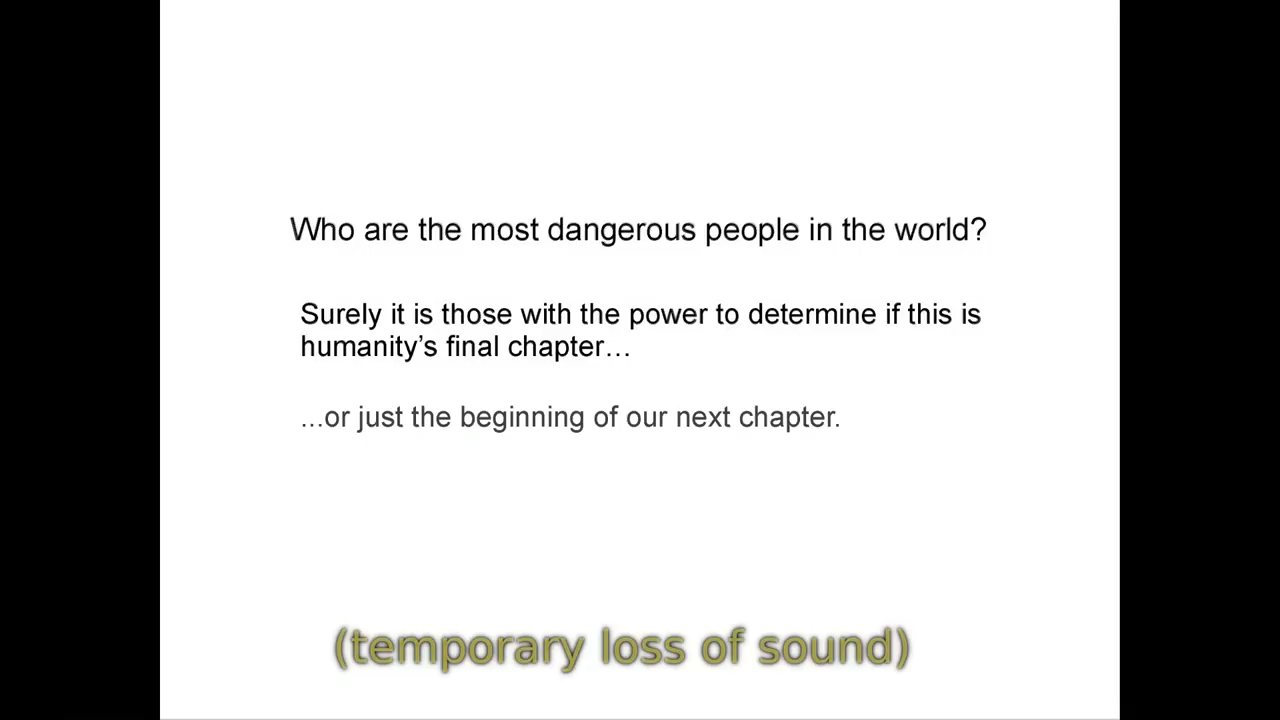 Who are the most dangerous people in the world?
Surely it is those with the power to determine if this is
humanity’s final chapter…
...or just the beginning of our next chapter.
(temporary loss of sound)